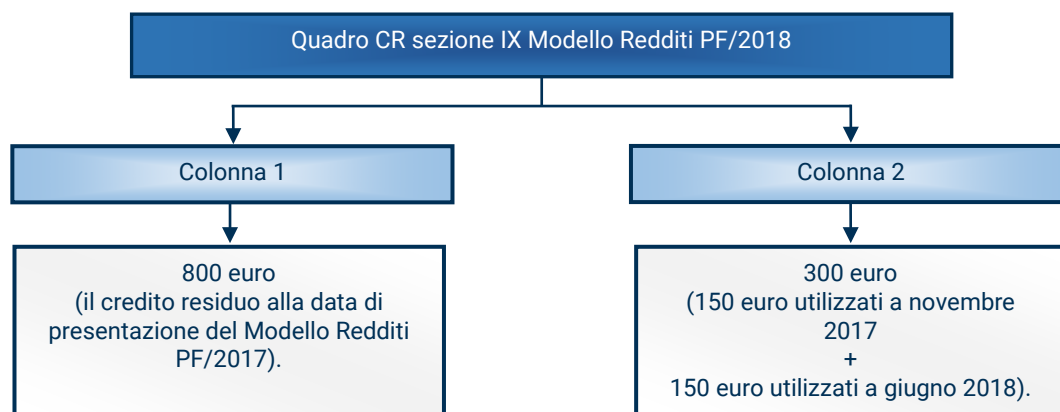 Quadro CR sezione IX Modello Redditi PF/2018
Colonna 1
Colonna 2
800 euro
(il credito residuo alla data di
presentazione del Modello Redditi
PF/2017).
300 euro
(150 euro utilizzati a novembre
2017
+
150 euro utilizzati a giugno 2018).